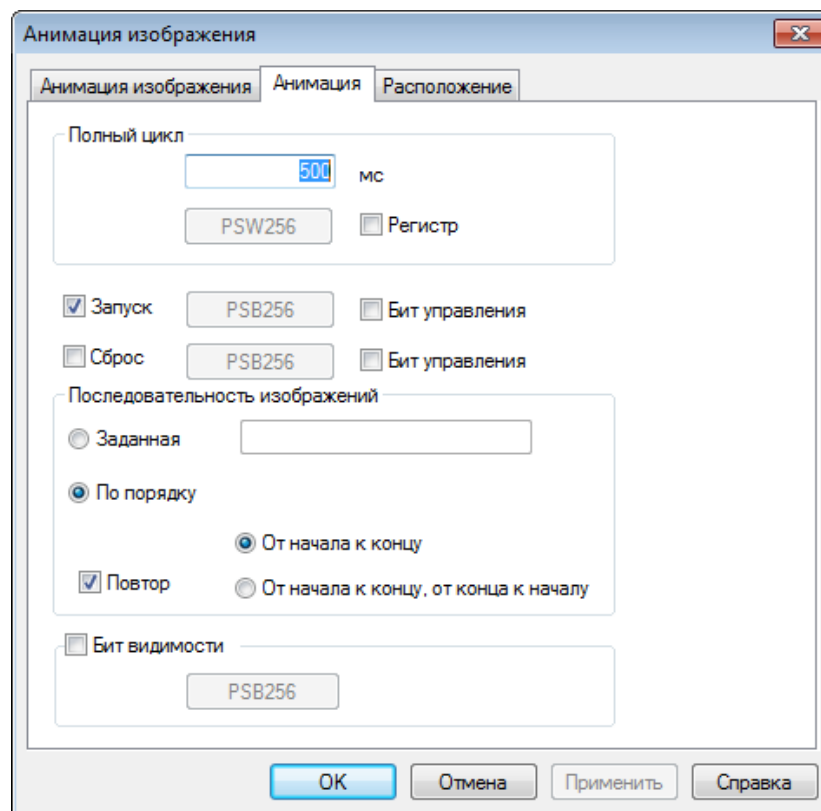 Анимация изображения
Анимация изображения Анимация Расположение
Полный цикл
500 мс
PSW256 Регистр
Запуск PSB256 Бит управления
Сброс PSB256 Бит управления
Последовательность изображений
Заданная
По порядку
От начала к концу
Повтор От начала к концу, от конца к началу
Бит видимости
PSB256
OK Отмена Применить Справка